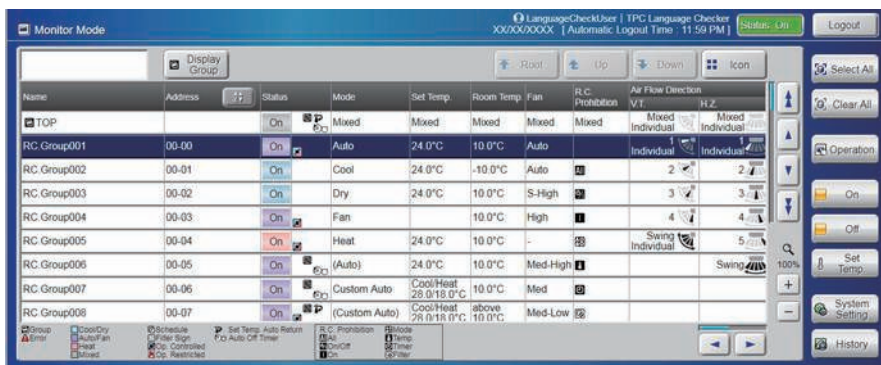 Monitor Mode
LanguageCheckUser | TPC Language Checker
XX/XX/XXXX [ Automatic Logout Time : 11:59 PM ]
Status: On
Logout
Display Group
Root
Up
Down
Icon
Select All
Clear All
Operation
On
Off
Set Temp.
System Setting
History
Name Address Status Mode Set Temp. Room Temp. Fan R.C. Prohibition Air Flow Direction V.T. H.Z.
TOP On Mixed Mixed Mixed Mixed Mixed Mixed Individual Mixed Individual
RC.Group001 00-00 On Auto 24.0°C 10.0°C Auto 1 Individual 1 Individual
RC.Group002 00-01 On Cool 24.0°C -10.0°C Auto 2 2
RC.Group003 00-02 On Dry 24.0°C 10.0°C S-High 3 3
RC.Group004 00-03 On Fan 10.0°C High 4 4
RC.Group005 00-04 On Heat 24.0°C 10.0°C - Swing Individual 5
RC.Group006 00-05 On (Auto) 24.0°C 10.0°C Med-High Swing
RC.Group007 00-06 On Custom Auto Cool/Heat 28.0/18.0°C 10.0°C Med
RC.Group008 00-07 On (Custom Auto) Cool/Heat 28.0/18.0°C above 10.0°C Med-Low
100%
Group Cool/Dry Schedule Set Temp. Auto Return R.C. Prohibition Mode
Error Auto/Fan Filter Sign Auto Off Timer All Temp.
Heat Op. Controlled On/Off Timer
Mixed Op. Restricted On Filter